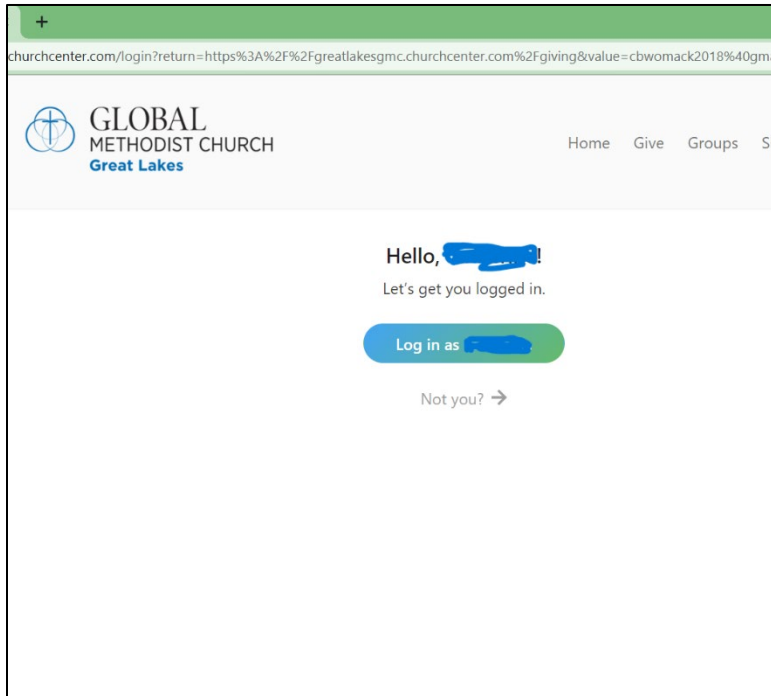 +
churchcenter.com/login?return=https%3A%2F%2Fgreatlakesgmc.churchcenter.com%2Fgiving&value=cbwomack2018%40gm
GLOBAL
METHODIST CHURCH
Great Lakes
Home Give Groups
Hello, !
Let's get you logged in.
Log in as
Not you? →